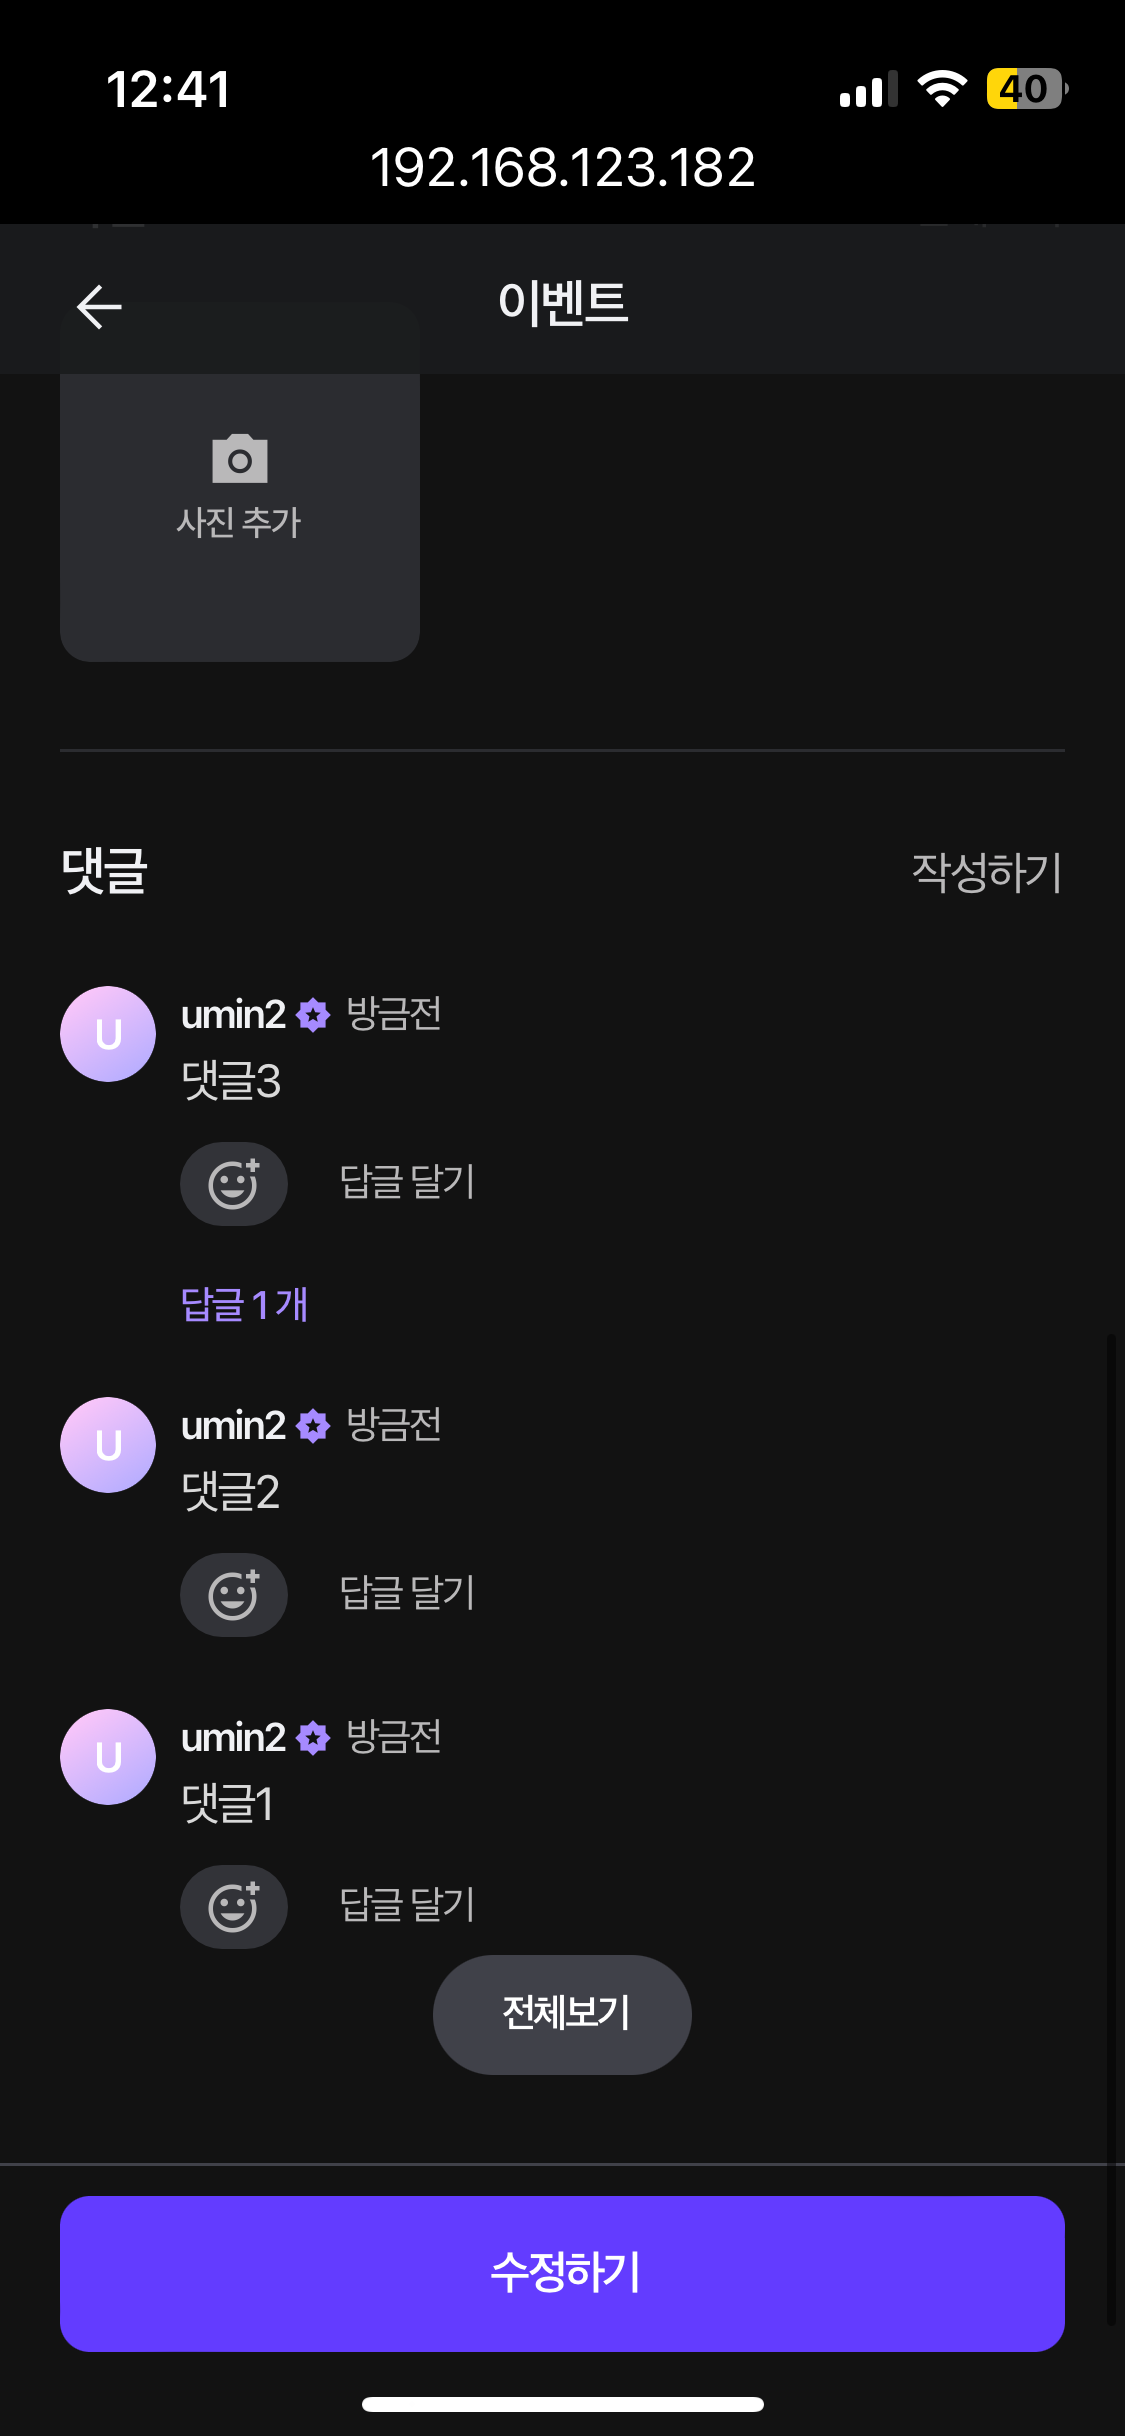 12:41
40
192.168.123.182
이벤트
사진 추가
댓글
작성하기
U
umin2 방금전
댓글3
답글 달기
답글 1 개
U
umin2 방금전
댓글2
답글 달기
U
umin2 방금전
댓글1
답글 달기
전체보기
수정하기